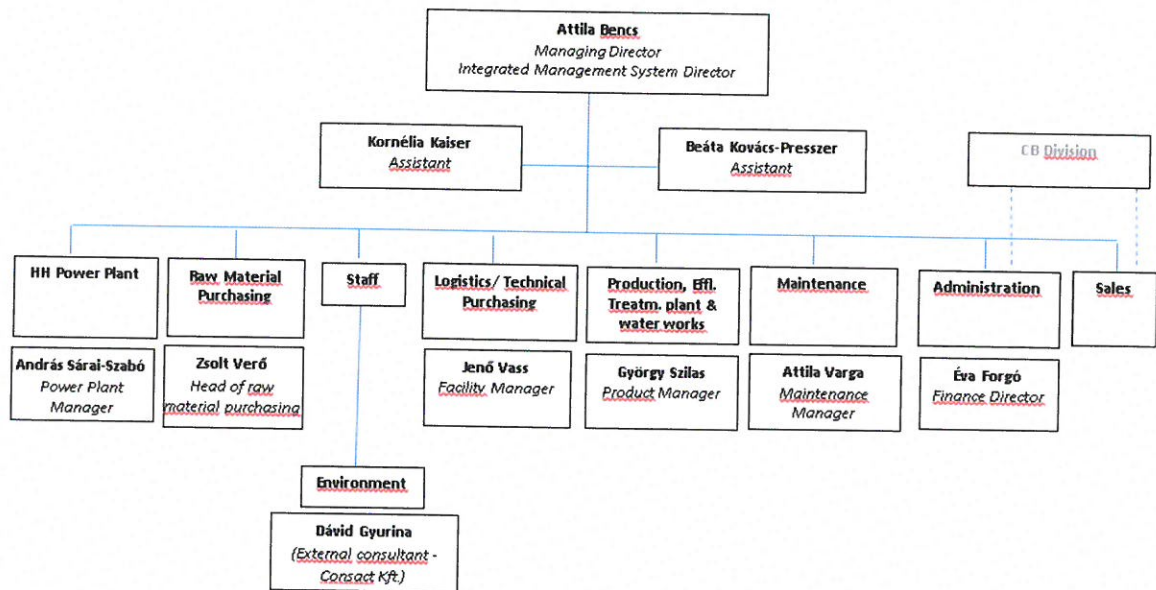 Attila Bencs
Managing Director
Integrated Management System Director
Kornélia Kaiser
Assistant
Beáta Kovács-Presszer
Assistant
CB Division
HH Power Plant
Raw Material
Purchasing
Staff
Logistics/ Technical
Purchasing
Production, Effl.
Treatm. plant &
water works
Maintenance
Administration
Sales
András Sárai-Szabó
Power Plant
Manager
Zsolt Verő
Head of raw
material purchasing
Jenő Vass
Facility Manager
György Szilas
Product Manager
Attila Varga
Maintenance
Manager
Éva Forgó
Finance Director
Environment
Dávid Gyurina
(External consultant -
Consact Kft.)